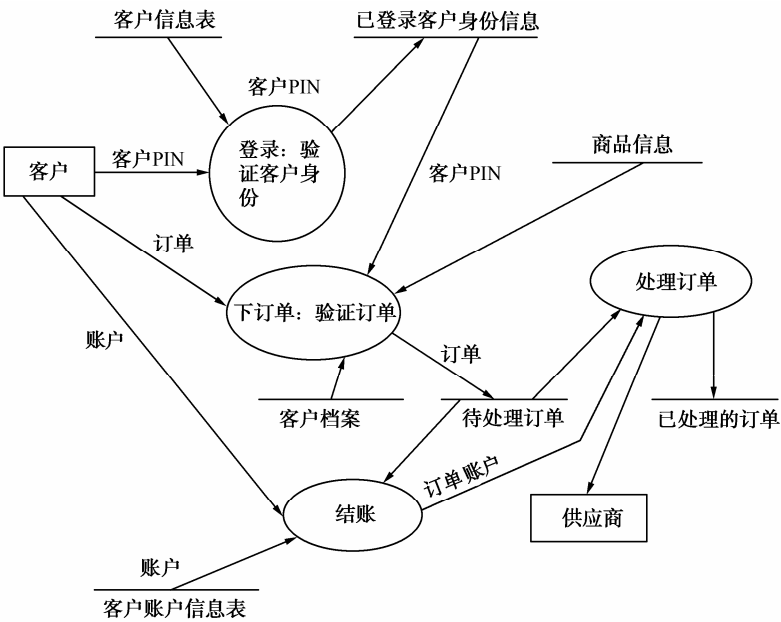 客户信息表
已登录客户身份信息
客户PIN
登录：验
证客户身
份
商品信息
客户
客户PIN
客户PIN
订单
处理订单
下订单：验证订单
账户
订单
客户档案
待处理订单
已处理的订单
订单账户
结账
供应商
账户
客户账户信息表